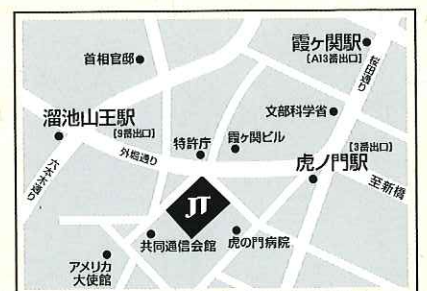 霞ヶ関駅
[A13番出口]
首相官邸
桜田通り
文部科学省
溜池山王駅
[9番出口]
特許庁
霞ヶ関ビル
[3番出口]
外堀通り
虎ノ門駅
六本木通り
至新橋
JT
共同通信会館
虎の門病院
アメリカ
大使館